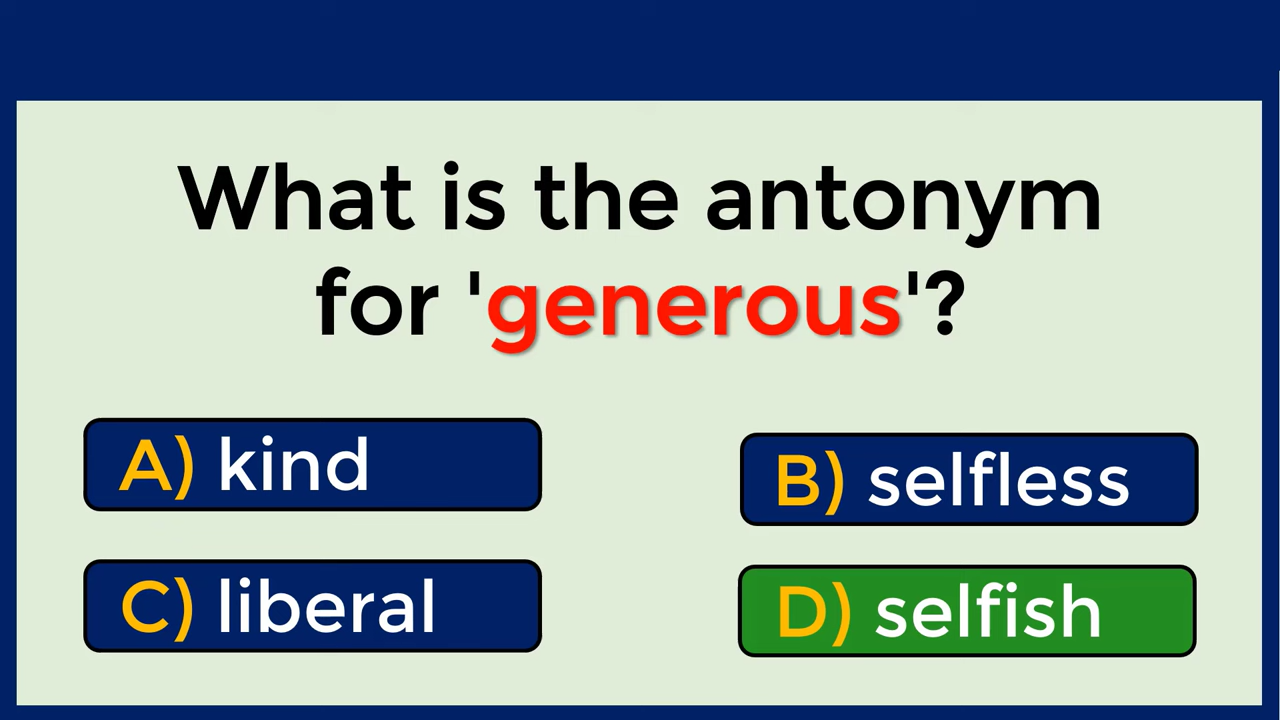 What is the antonym
for 'generous'?
A) kind
B) selfless
C) liberal
D) selfish